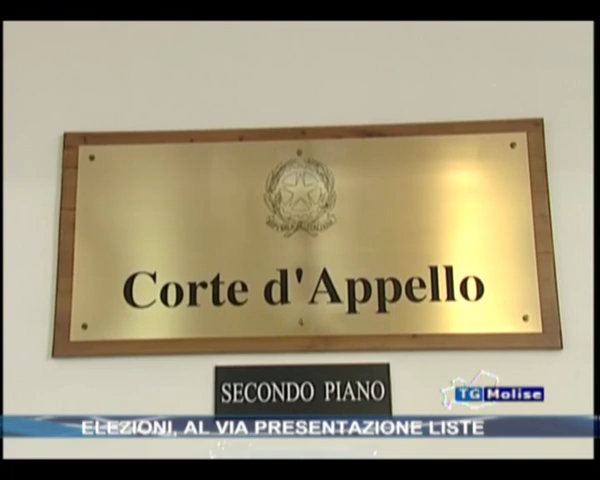 Corte d'Appello
SECONDO PIANO
TG Molise
ELEZIONI, AL VIA PRESENTAZIONE LISTE